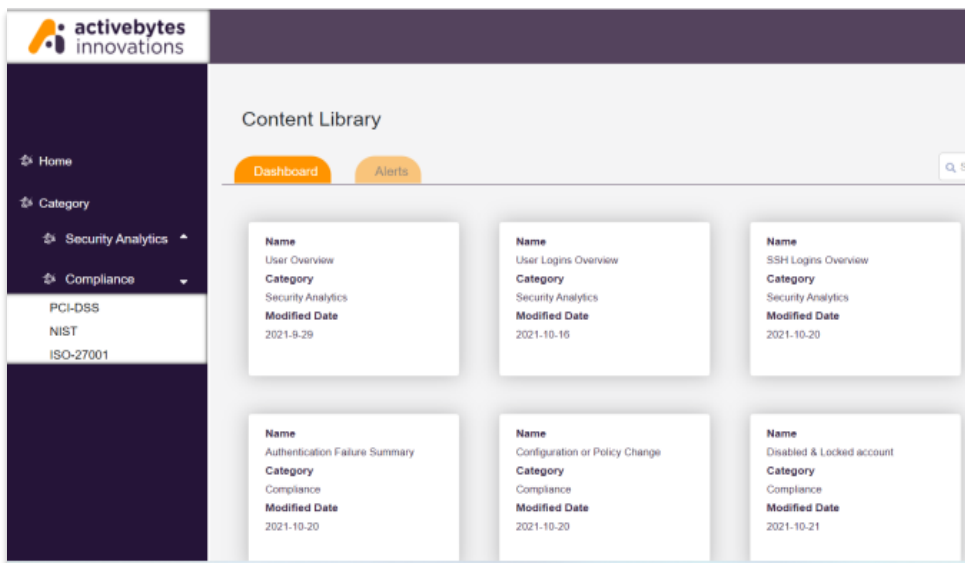 activebytes
innovations
Content Library
Home
Dashboard
Alerts
Category
Security Analytics
Compliance
PCI-DSS
NIST
ISO-27001
Name
User Overview
Category
Security Analytics
Modified Date
2021-9-29
Name
User Logins Overview
Category
Security Analytics
Modified Date
2021-10-16
Name
SSH Logins Overview
Category
Security Analytics
Modified Date
2021-10-20
Name
Authentication Failure Summary
Category
Compliance
Modified Date
2021-10-20
Name
Configuration or Policy Change
Category
Compliance
Modified Date
2021-10-20
Name
Disabled & Locked account
Category
Compliance
Modified Date
2021-10-21